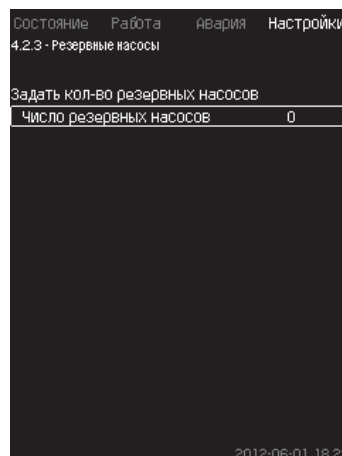 Состояние Работа Авария Настройки
4.2.3 - Резервные насосы
Задать кол-во резервных насосов
Число резервных насосов 0
2012-06-01 18:2